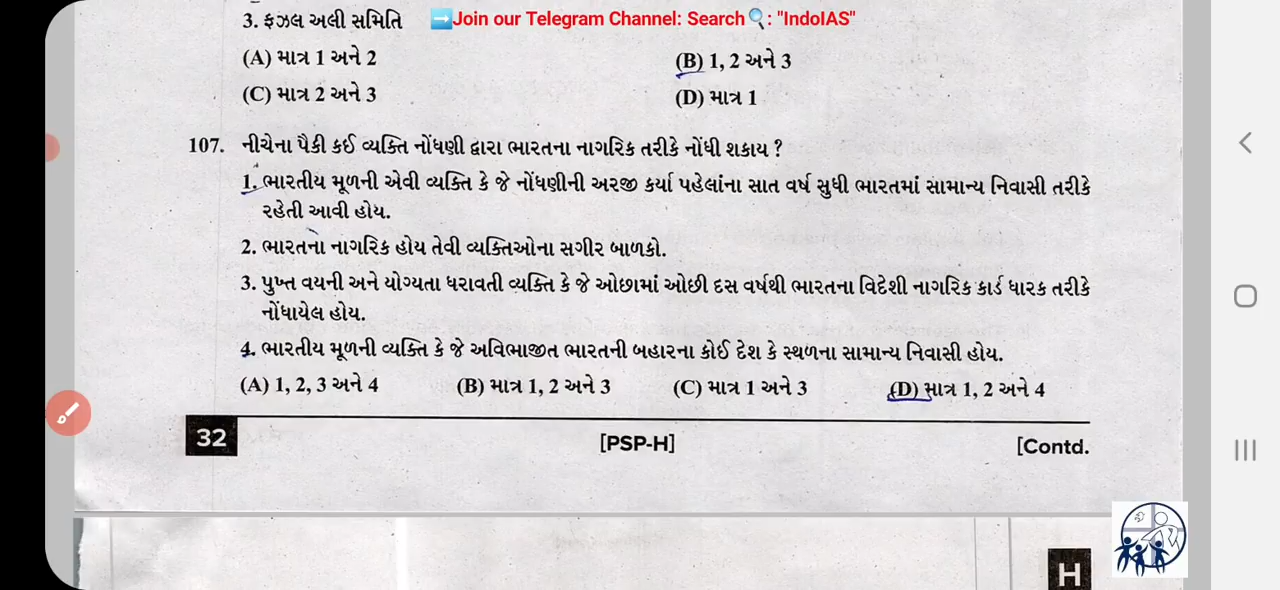 3. ફઝલ અલી સમિતિ
Join our Telegram Channel: Search : "IndoIAS"
(A) માત્ર 1 અને 2
(B) 1, 2 અને 3
(C) માત્ર 2 અને 3
(D) માત્ર 1
107. નીચેના પૈકી કઈ વ્યક્તિ નોંધણી દ્વારા ભારતના નાગરિક તરીકે નોંધી શકાય ?
1. ભારતીય મૂળની એવી વ્યક્તિ કે જે નોંધણીની અરજી કર્યા પહેલાંના સાત વર્ષ સુધી ભારતમાં સામાન્ય નિવાસી તરીકે
રહેતી આવી હોય.
2. ભારતના નાગરિક હોય તેવી વ્યક્તિઓના સગીર બાળકો.
3. પુખ્ત વયની અને યોગ્યતા ધરાવતી વ્યક્તિ કે જે ઓછામાં ઓછી દસ વર્ષથી ભારતના વિદેશી નાગરિક કાર્ડ ધારક તરીકે
નોંધાયેલ હોય.
4. ભારતીય મૂળની વ્યક્તિ કે જે અવિભાજીત ભારતની બહારના કોઈ દેશ કે સ્થળના સામાન્ય નિવાસી હોય.
(A) 1, 2, 3 અને 4 (B) માત્ર 1, 2 અને 3 (C) માત્ર 1 અને 3 (D) માત્ર 1, 2 અને 4
32 [PSP-H] [Contd.
H